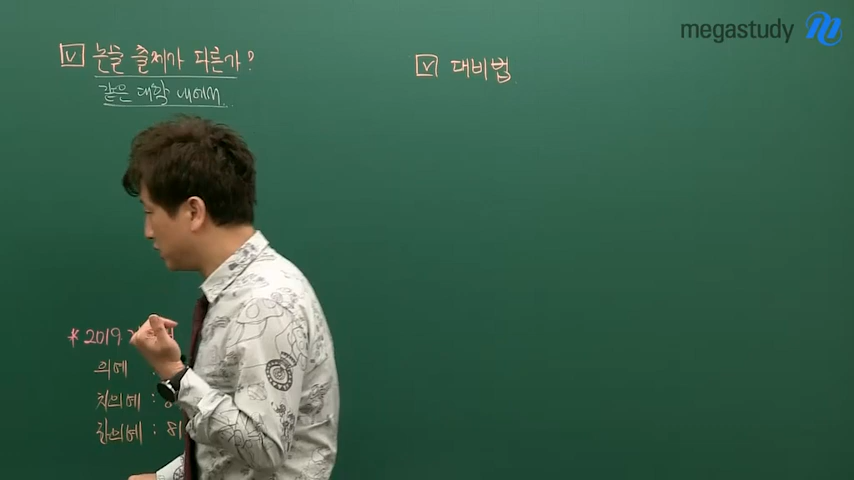 megastudy
논술 출제가 다른가?
같은 대학 내에서..
대비법
* 2019
의예 :
치의예 :
한의예 : 81